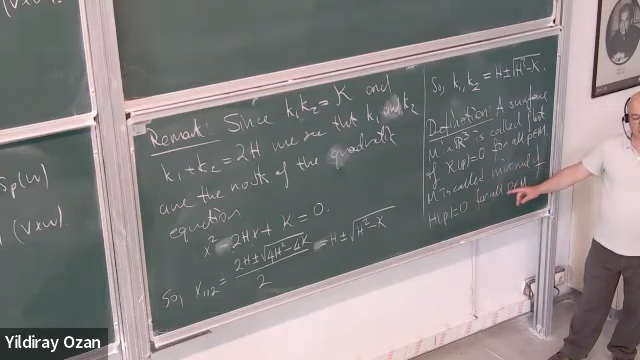 (V×W).
Sp(w)
(V×W)
Remark: Since k₁k₂ = K and
k₁ + k₂ = 2H we see that k₁ and k₂
are the roots of the quadratic
equation
x² - 2Hx + K = 0.
So, x₁,₂ = (2H ± √(4H² - 4K))/2 = H ± √(H² - K)
So, k₁, k₂ = H ± √(H² - K).
Definition: A surface
M in ℝ³ is called flat
if K(p)=0 for all p∈M.
M is called minimal if
H(p)=0 for all p∈M
Yildiray Ozan